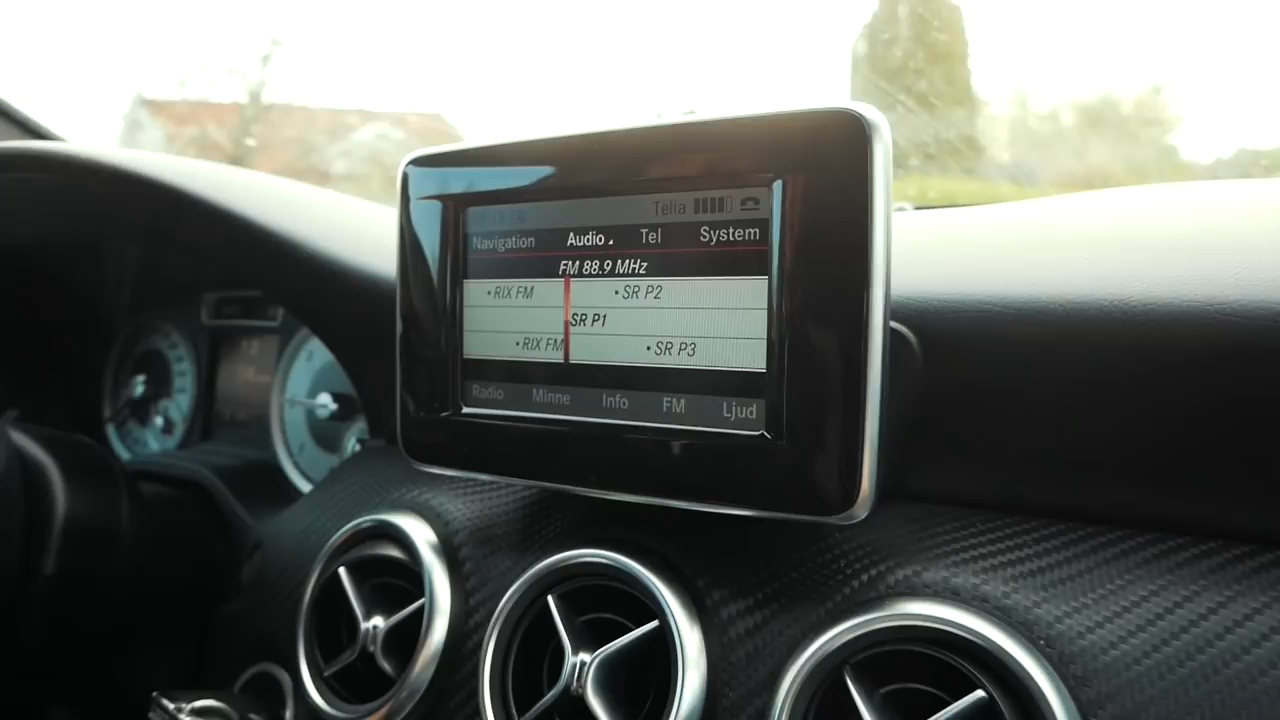 Telia
Navigation Audio Tel System
FM 88.9 MHz
• RIX FM • SR P2
SR P1
• RIX FM • SR P3
Radio Minne Info FM Ljud